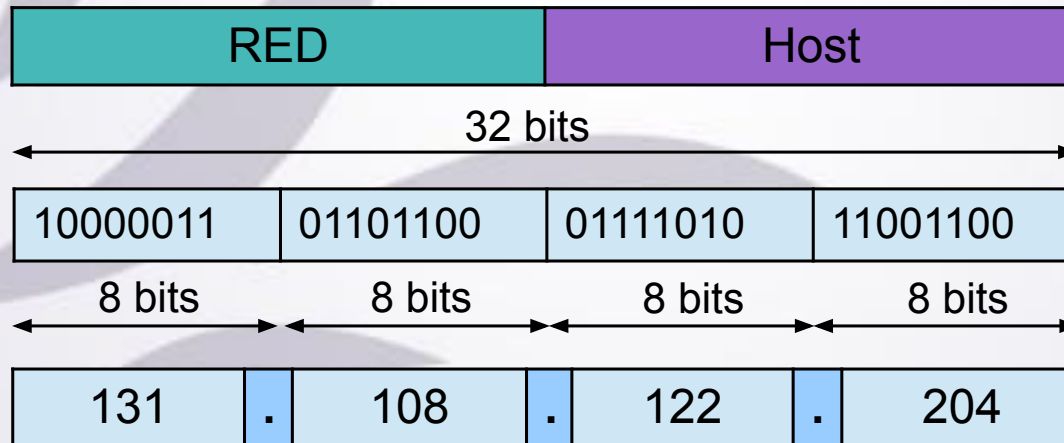 RED Host
32 bits
10000011 01101100 01111010 11001100
8 bits 8 bits 8 bits 8 bits
131 . 108 . 122 . 204